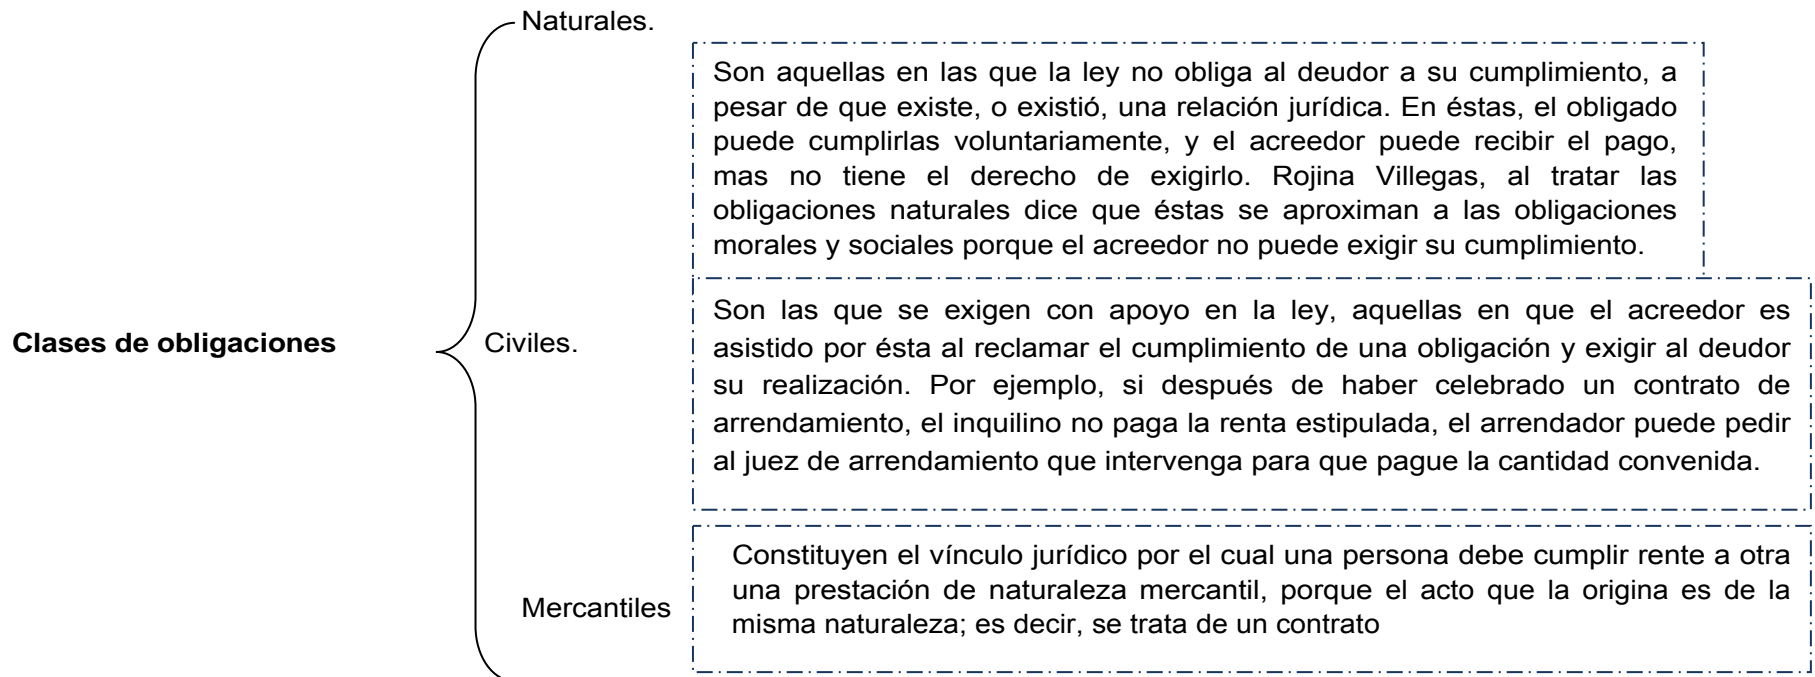 Naturales.
Son aquellas en las que la ley no obliga al deudor a su cumplimiento, a
pesar de que existe, o existió, una relación jurídica. En éstas, el obligado
puede cumplirlas voluntariamente, y el acreedor puede recibir el pago,
mas no tiene el derecho de exigirlo. Rojina Villegas, al tratar las
obligaciones naturales dice que éstas se aproximan a las obligaciones
morales y sociales porque el acreedor no puede exigir su cumplimiento.
Clases de obligaciones
Civiles.
Son las que se exigen con apoyo en la ley, aquellas en que el acreedor es
asistido por ésta al reclamar el cumplimiento de una obligación y exigir al deudor
su realización. Por ejemplo, si después de haber celebrado un contrato de
arrendamiento, el inquilino no paga la renta estipulada, el arrendador puede pedir
al juez de arrendamiento que intervenga para que pague la cantidad convenida.
Mercantiles
Constituyen el vínculo jurídico por el cual una persona debe cumplir rente a otra
una prestación de naturaleza mercantil, porque el acto que la origina es de la
misma naturaleza; es decir, se trata de un contrato